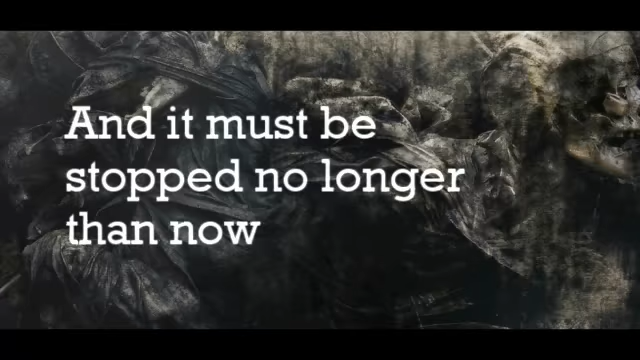 And it must be
stopped no longer
than now